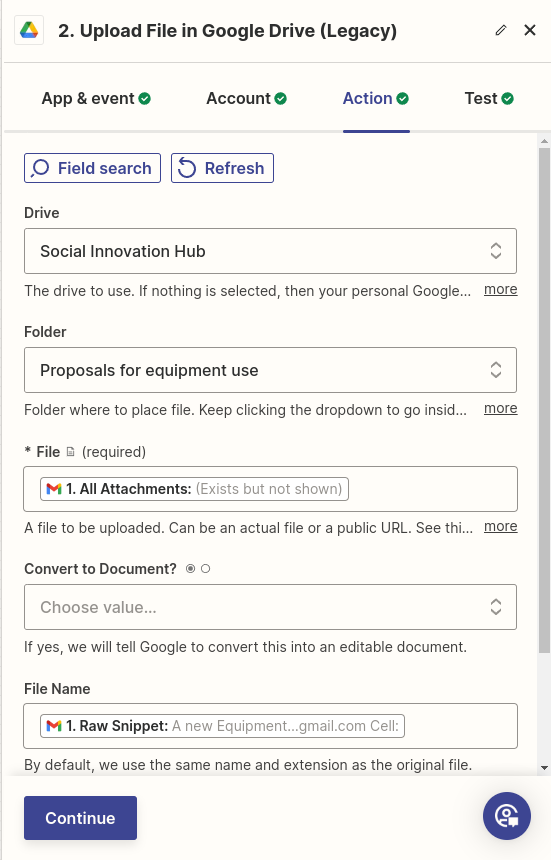 2. Upload File in Google Drive (Legacy)
App & event
Account
Action
Test
Field search
Refresh
Drive
Social Innovation Hub
The drive to use. If nothing is selected, then your personal Google... more
Folder
Proposals for equipment use
Folder where to place file. Keep clicking the dropdown to go insid... more
* File (required)
1. All Attachments: (Exists but not shown)
A file to be uploaded. Can be an actual file or a public URL. See thi... more
Convert to Document?
Choose value...
If yes, we will tell Google to convert this into an editable document.
File Name
1. Raw Snippet: A new Equipment...gmail.com Cell:
By default, we use the same name and extension as the original file.
Continue